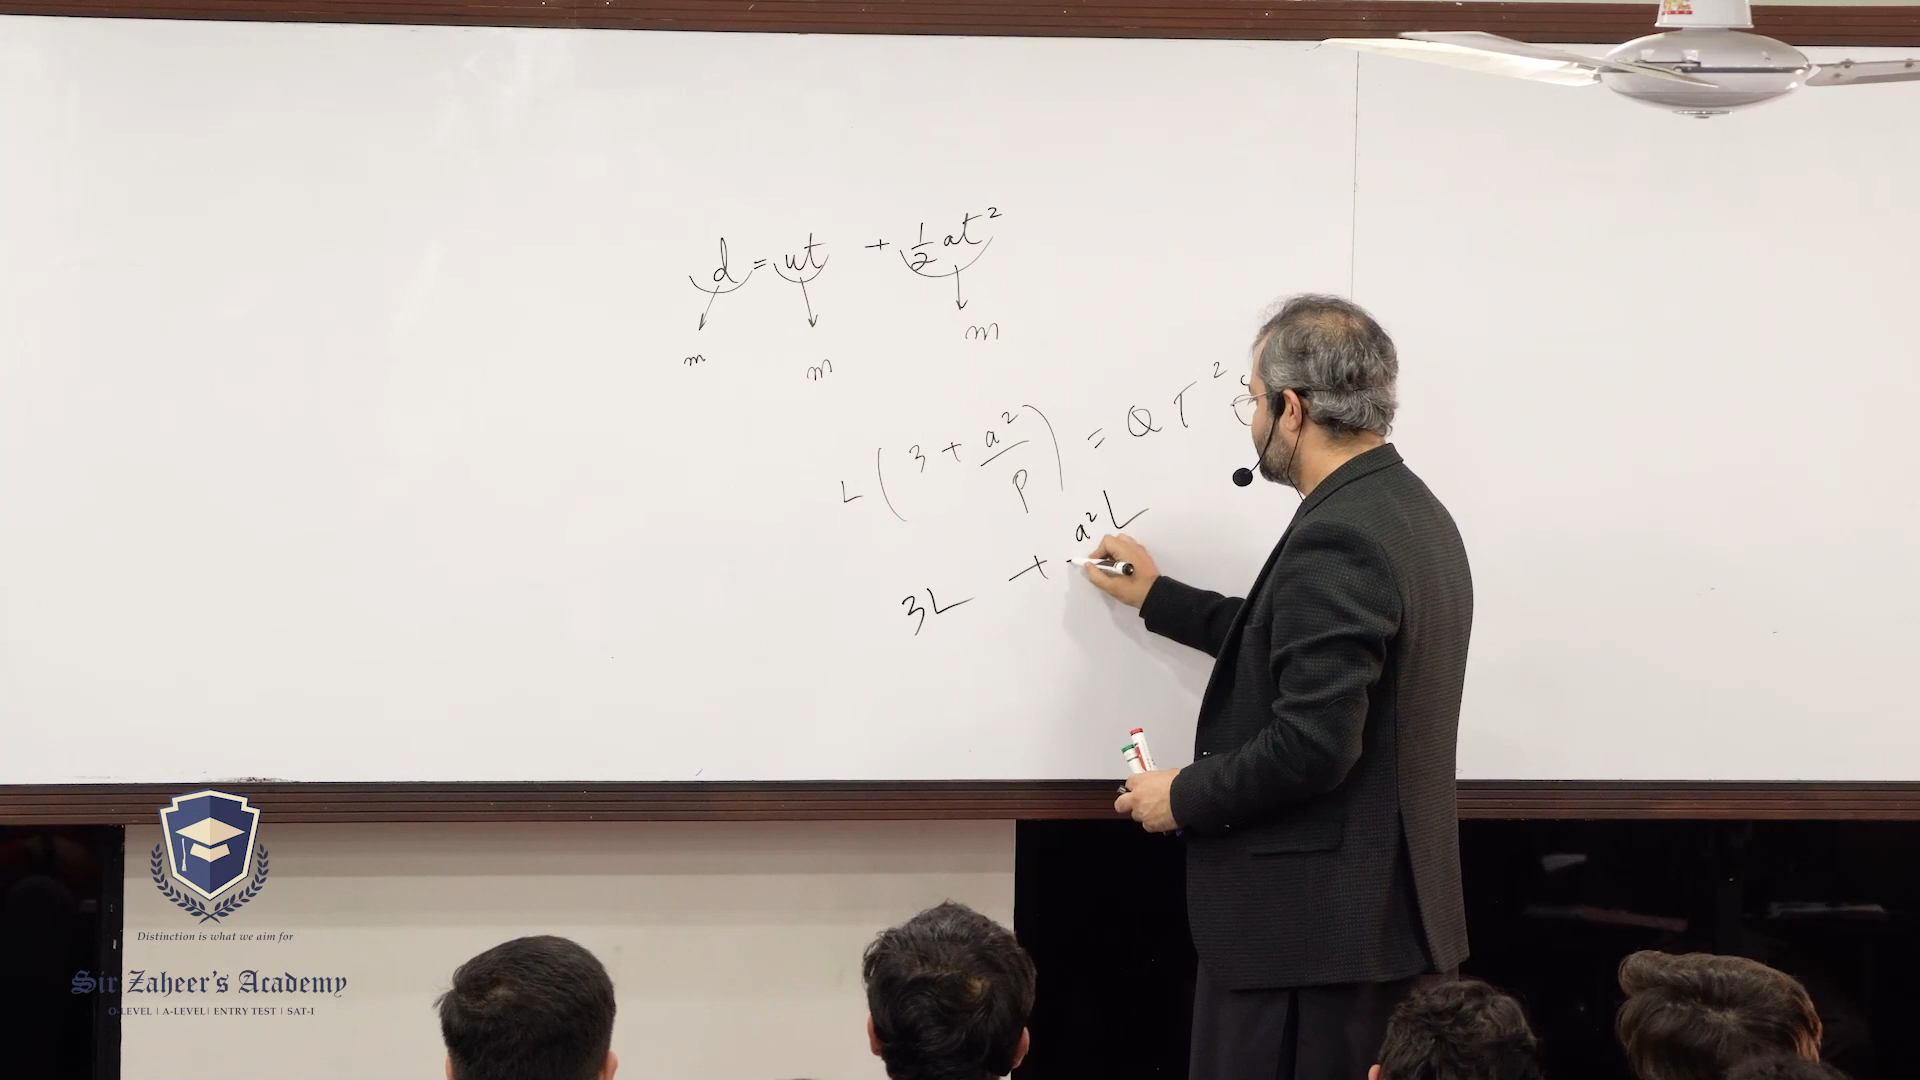 d = ut + 1/2 at²
m m m
L ( 3 + a²/P ) = Q T²
3L + a² L
Distinction is what we aim for
Sir Zaheer's Academy
O-LEVEL | A-LEVEL | ENTRY TEST | SAT-I